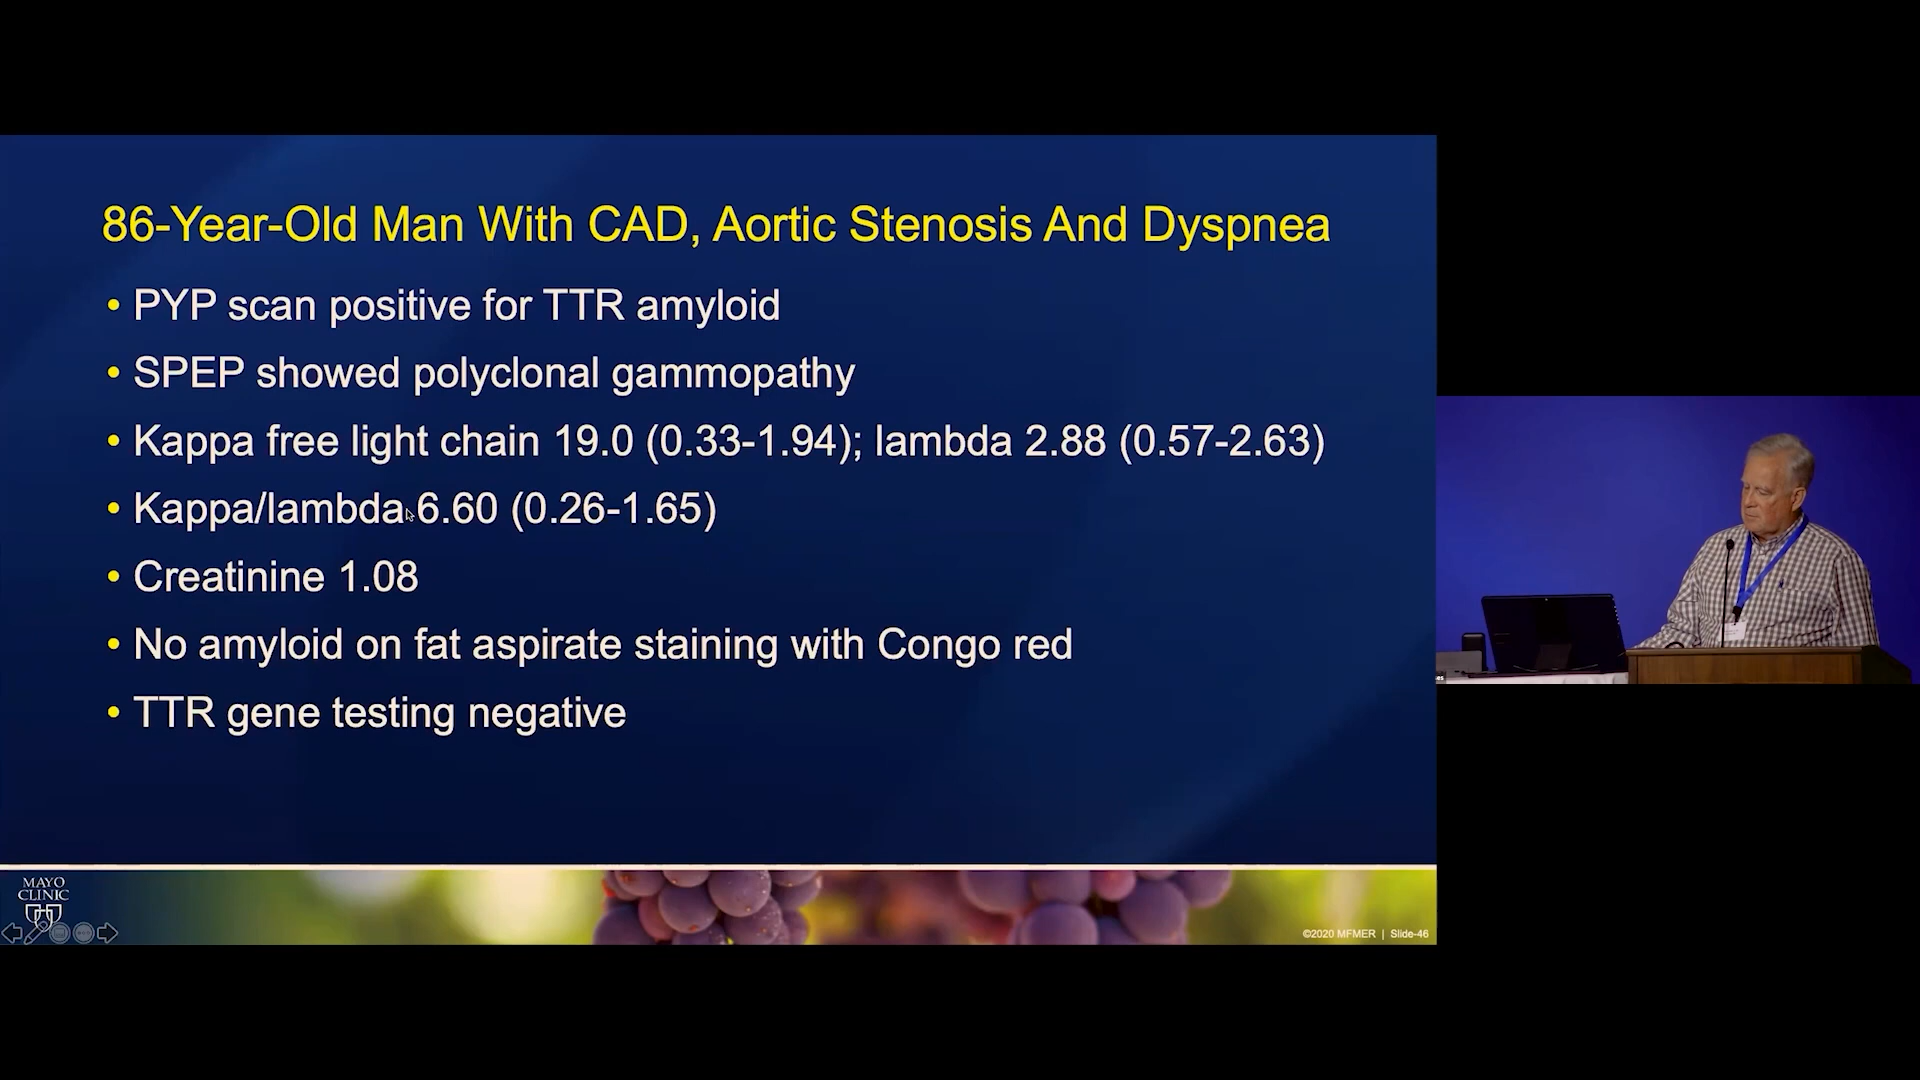 86-Year-Old Man With CAD, Aortic Stenosis And Dyspnea
• PYP scan positive for TTR amyloid
• SPEP showed polyclonal gammopathy
• Kappa free light chain 19.0 (0.33-1.94); lambda 2.88 (0.57-2.63)
• Kappa/lambda 6.60 (0.26-1.65)
• Creatinine 1.08
• No amyloid on fat aspirate staining with Congo red
• TTR gene testing negative
MAYO
CLINIC
©2020 MFMER | Slide-46